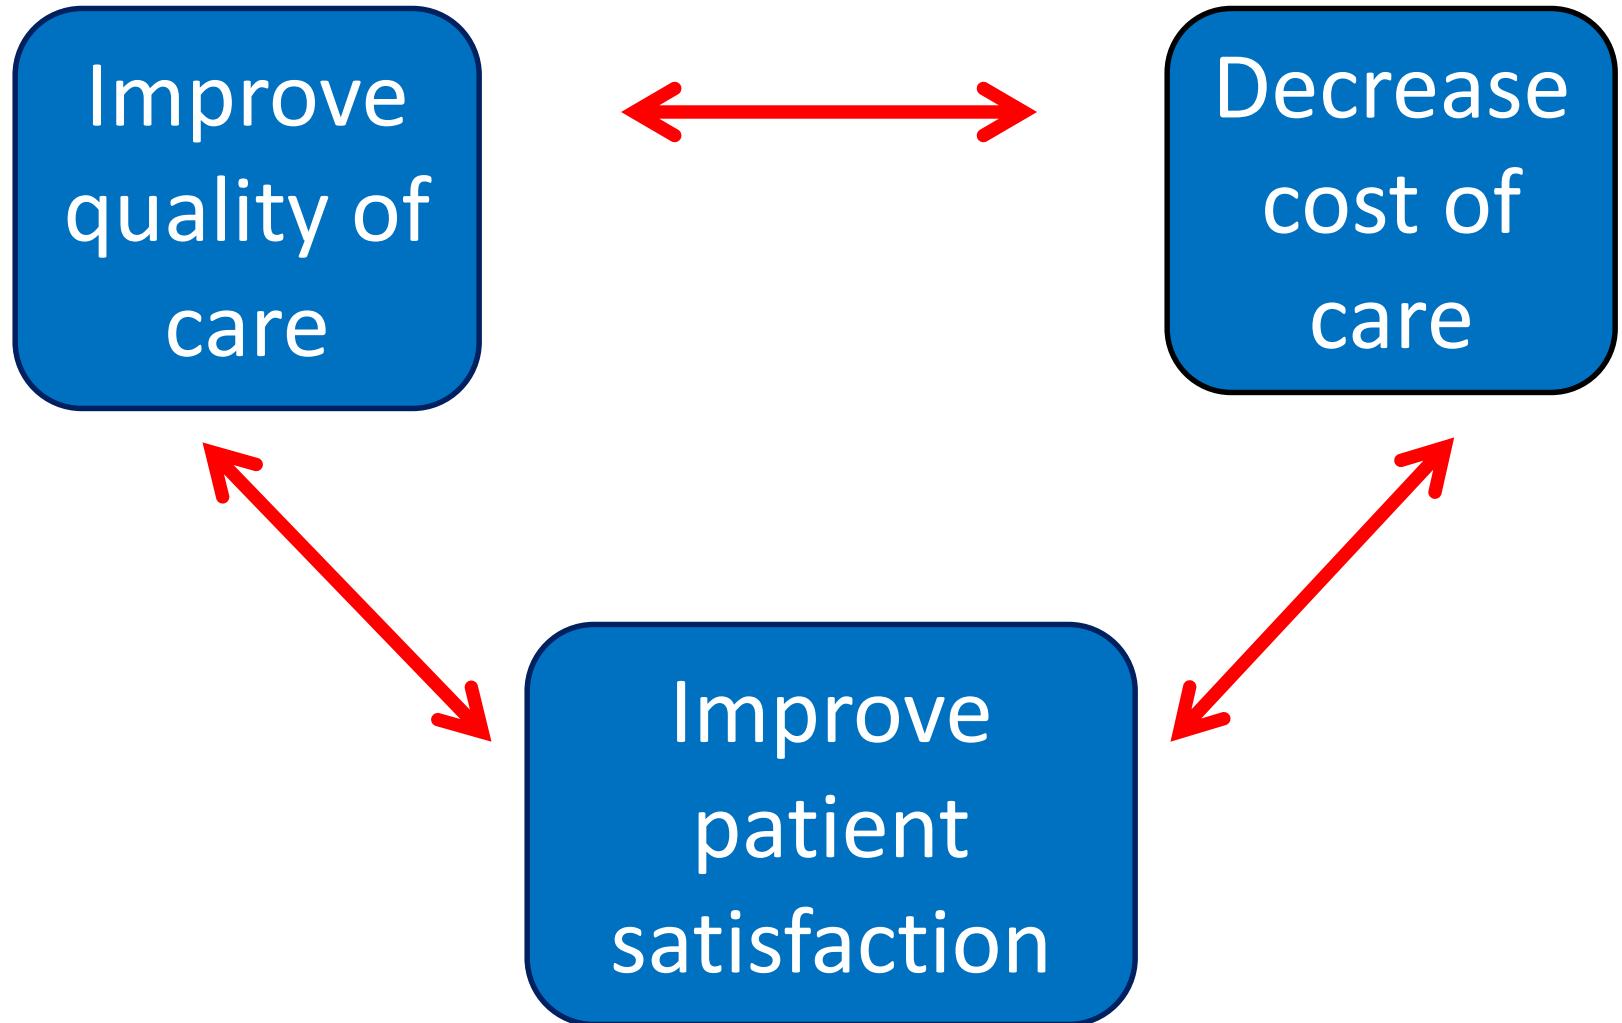 Improve
quality of
care
Decrease
cost of
care
Improve
patient
satisfaction